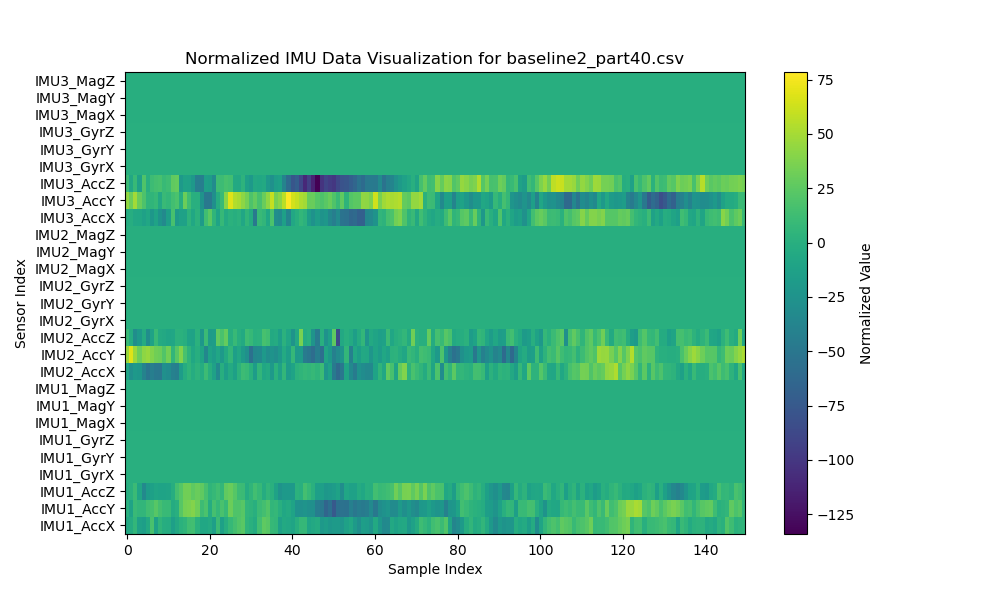 Normalized IMU Data Visualization for baseline2_part40.csv
IMU3_MagZ
IMU3_MagY
IMU3_MagX
IMU3_GyrZ
IMU3_GyrY
IMU3_GyrX
IMU3_AccZ
IMU3_AccY
IMU3_AccX
IMU2_MagZ
IMU2_MagY
IMU2_MagX
IMU2_GyrZ
IMU2_GyrY
IMU2_GyrX
IMU2_AccZ
IMU2_AccY
IMU2_AccX
IMU1_MagZ
IMU1_MagY
IMU1_MagX
IMU1_GyrZ
IMU1_GyrY
IMU1_GyrX
IMU1_AccZ
IMU1_AccY
IMU1_AccX
Sensor Index
0 20 40 60 80 100 120 140
Sample Index
75
50
25
0
−25
−50
−75
−100
−125
Normalized Value